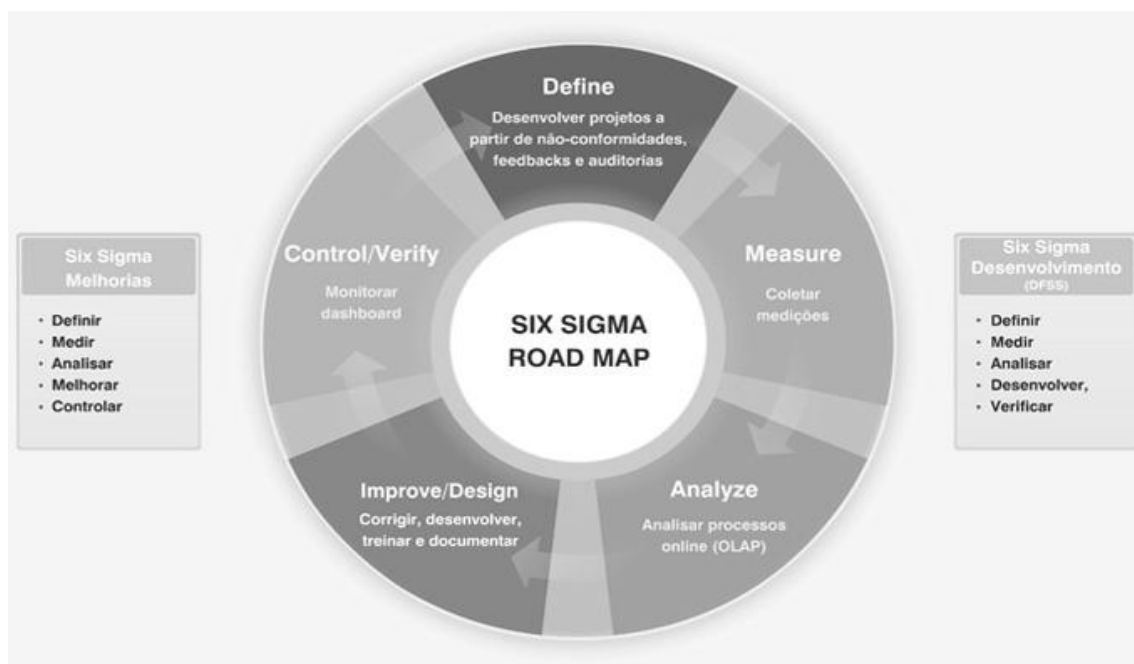 Define
Desenvolver projetos a
partir de não-conformidades,
feedbacks e auditorias
Control/Verify
Monitorar
dashboard
Measure
Coletar
medições
SIX SIGMA
ROAD MAP
Improve/Design
Corrigir, desenvolver,
treinar e documentar
Analyze
Analisar processos
online (OLAP)
Six Sigma
Melhorias
• Definir
• Medir
• Analisar
• Melhorar
• Controlar
Six Sigma
Desenvolvimento
(DFSS)
• Definir
• Medir
• Analisar
• Desenvolver,
• Verificar